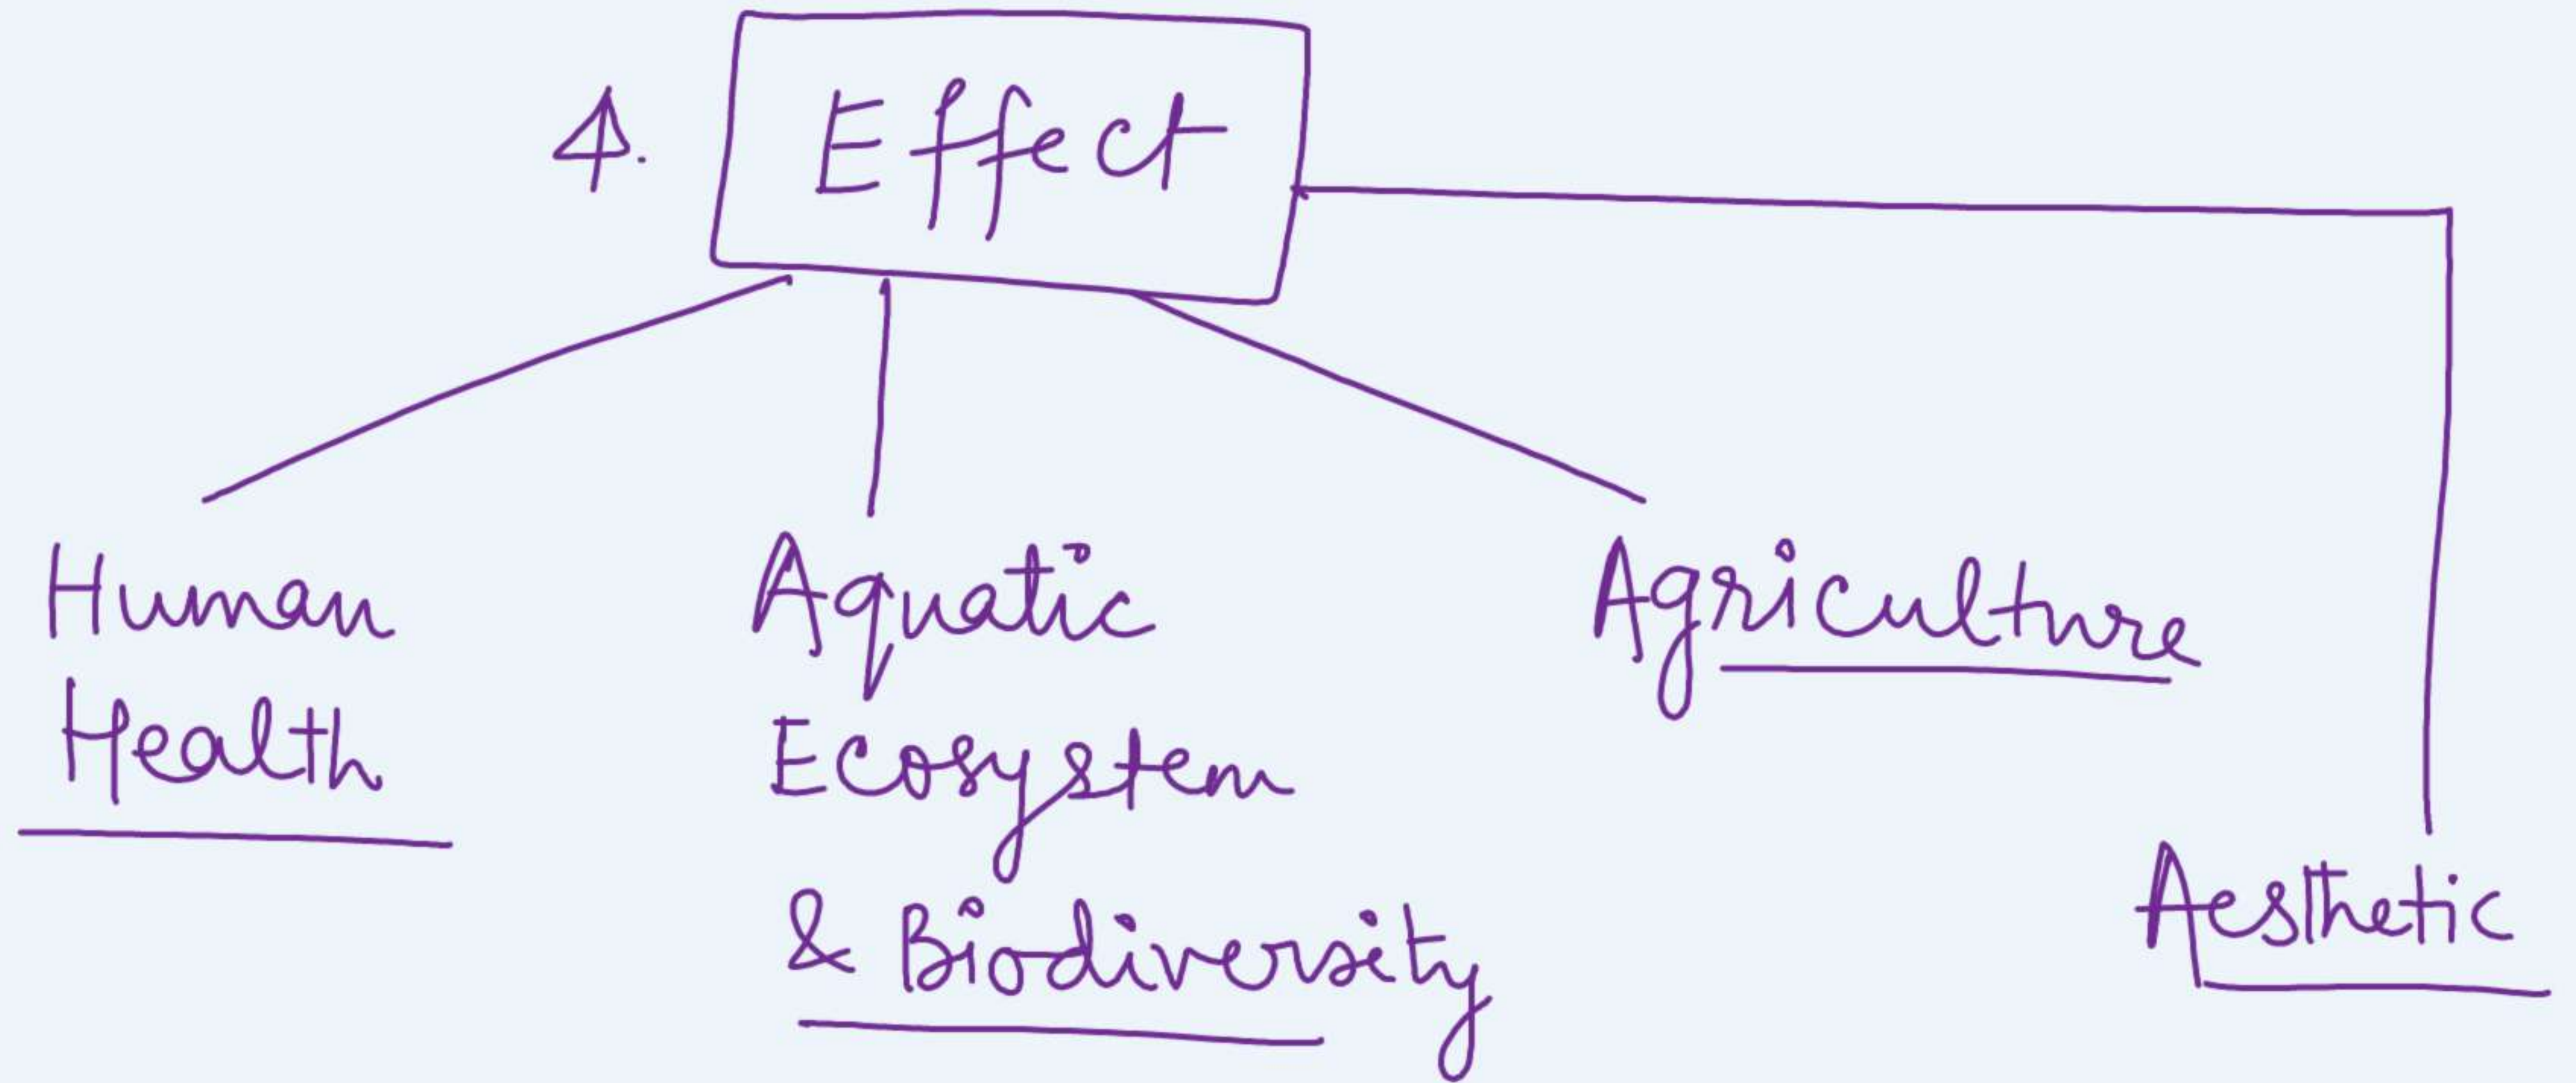 4. Effect
Human Aquatic Agriculture
Health Ecosystem
& Biodiversity Aesthetic